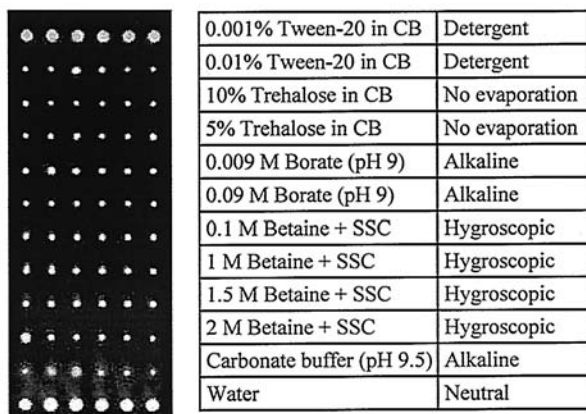 0.001% Tween-20 in CB Detergent
0.01% Tween-20 in CB Detergent
10% Trehalose in CB No evaporation
5% Trehalose in CB No evaporation
0.009 M Borate (pH 9) Alkaline
0.09 M Borate (pH 9) Alkaline
0.1 M Betaine + SSC Hygroscopic
1 M Betaine + SSC Hygroscopic
1.5 M Betaine + SSC Hygroscopic
2 M Betaine + SSC Hygroscopic
Carbonate buffer (pH 9.5) Alkaline
Water Neutral